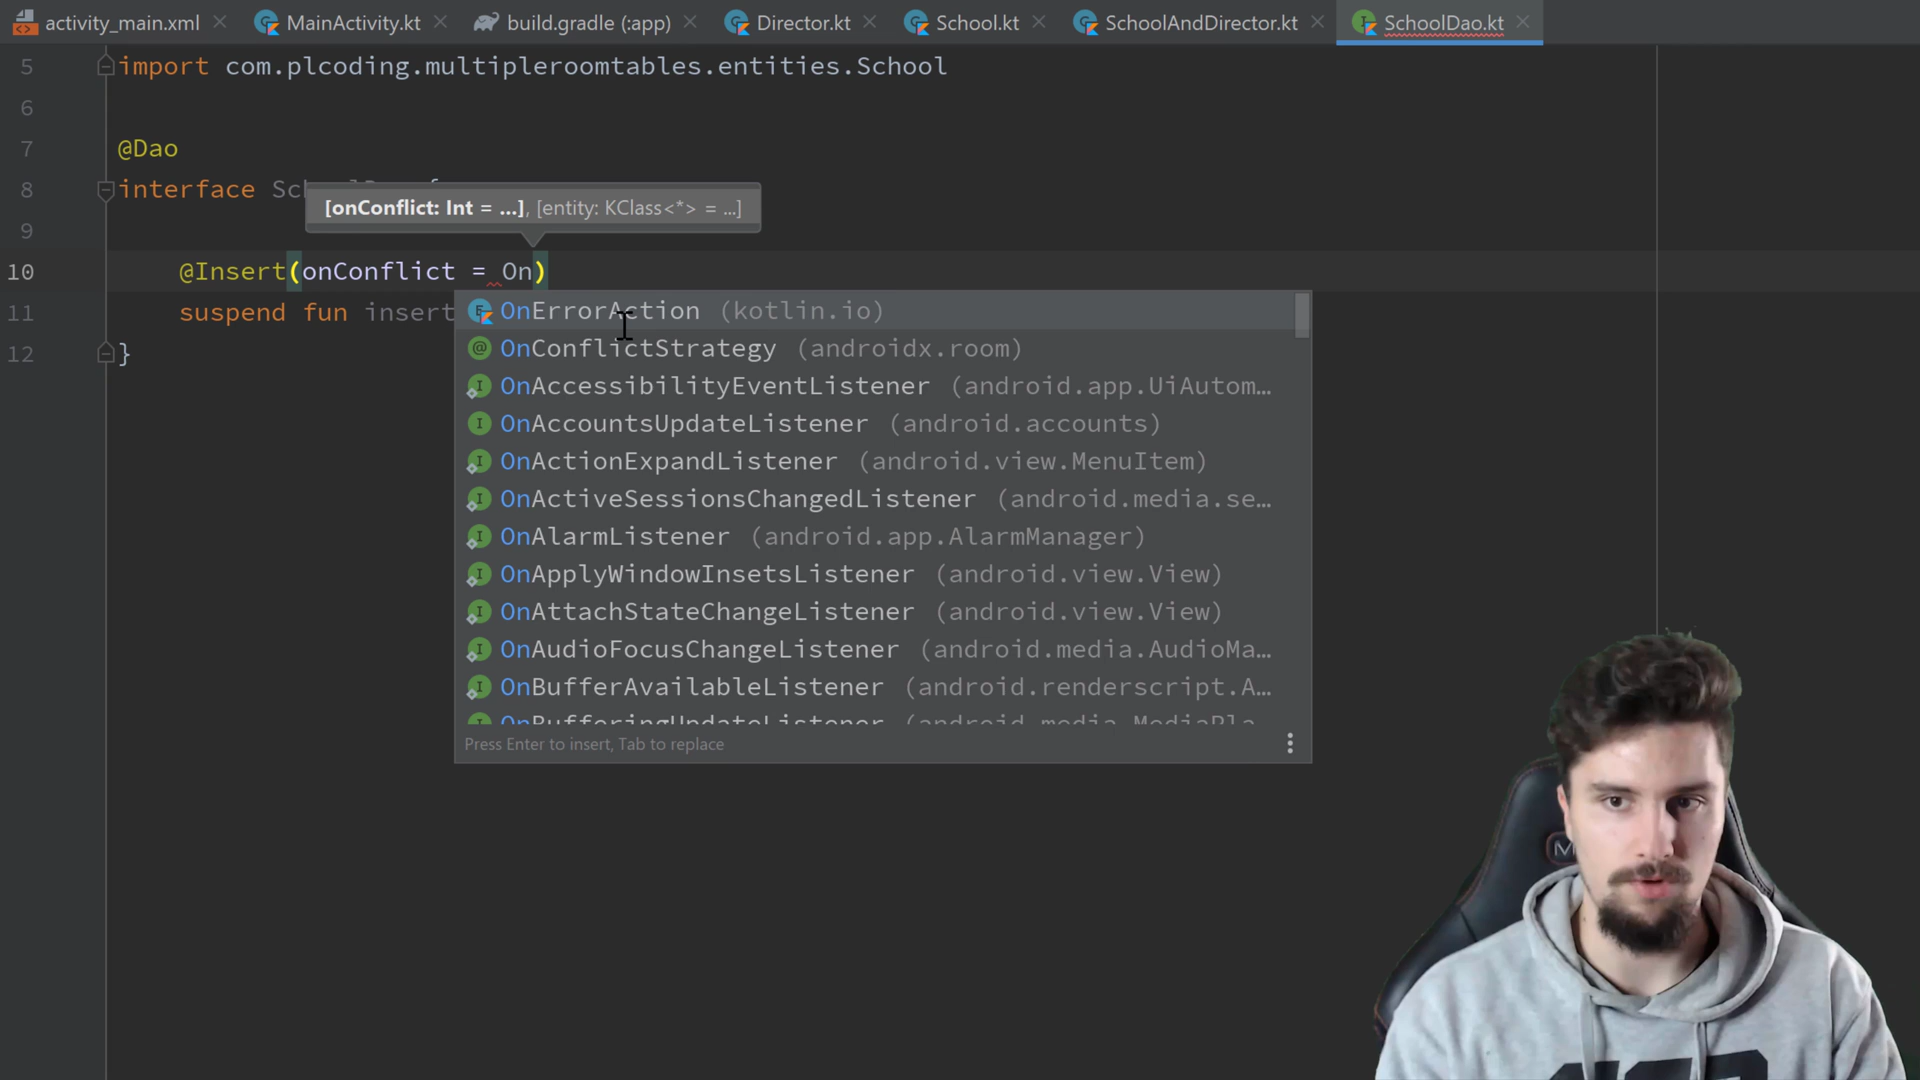 activity_main.xml MainActivity.kt build.gradle (:app) Director.kt School.kt SchoolAndDirector.kt SchoolDao.kt
5 import com.plcoding.multipleroomtables.entities.School
6
7 @Dao
8 interface
[onConflict: Int = ...], [entity: KClass<*> = ...]
9
10 @Insert(onConflict = On)
11 suspend fun insert
OnErrorAction (kotlin.io)
12 }
OnConflictStrategy (androidx.room)
OnAccessibilityEventListener (android.app.UiAutom...
OnAccountsUpdateListener (android.accounts)
OnActionExpandListener (android.view.MenuItem)
OnActiveSessionsChangedListener (android.media.se...
OnAlarmListener (android.app.AlarmManager)
OnApplyWindowInsetsListener (android.view.View)
OnAttachStateChangeListener (android.view.View)
OnAudioFocusChangeListener (android.media.AudioMa...
OnBufferAvailableListener (android.renderscript.A...
OnBufferingUpdateListener (android.media.MediaPla...
Press Enter to insert, Tab to replace